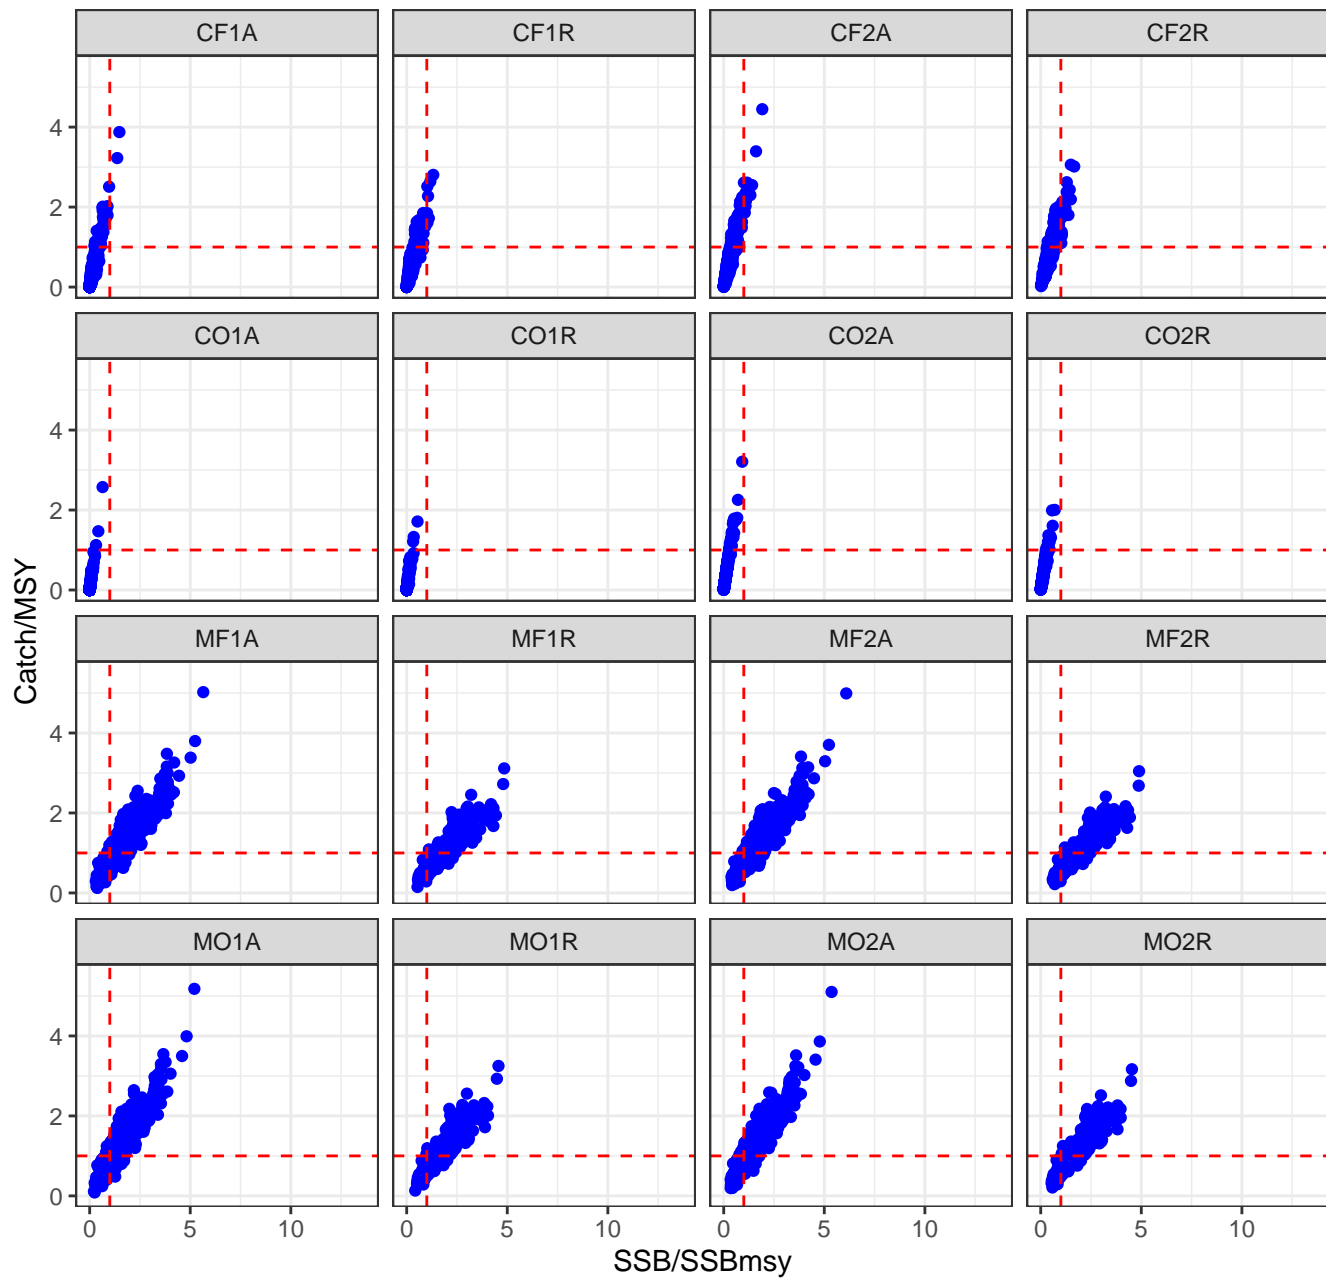 CF1A CF1R CF2A CF2R
4
2
0
CO1A CO1R CO2A CO2R
4
2
0
MF1A MF1R MF2A MF2R
4
2
0
MO1A MO1R MO2A MO2R
4
2
0
0 5 10 0 5 10 0 5 10 0 5 10
SSB/SSBmsy
Catch/MSY